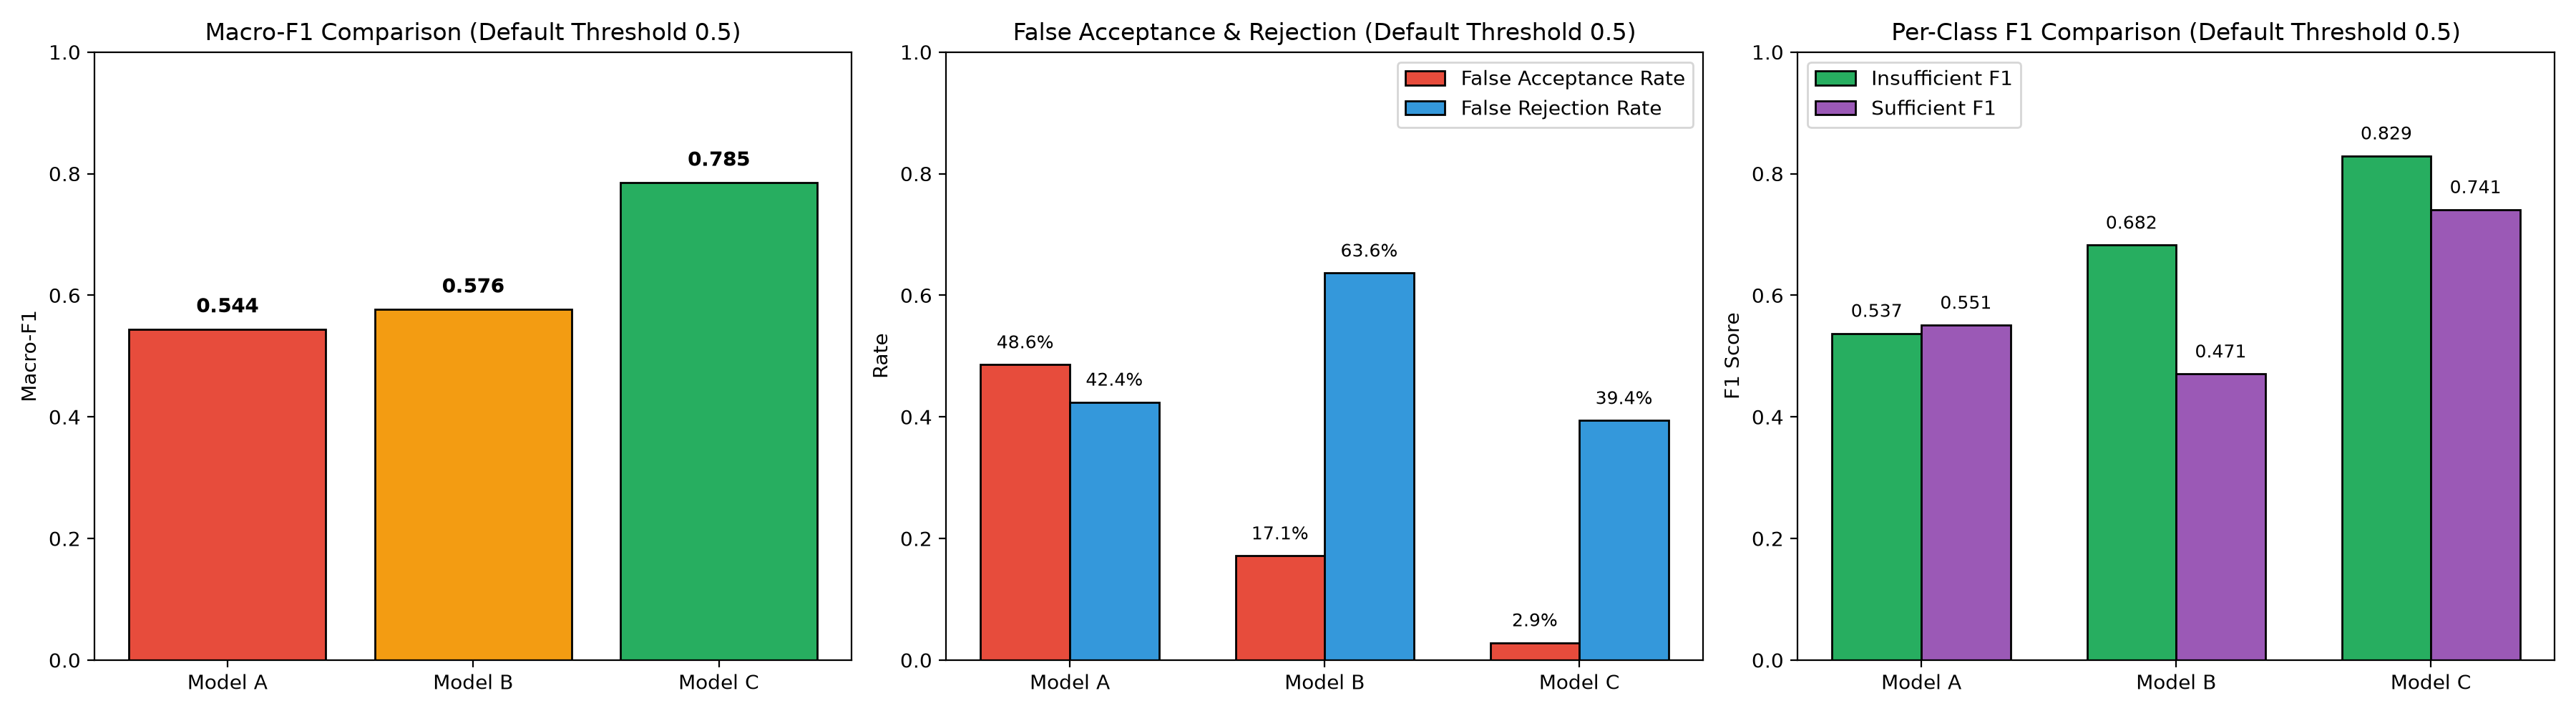 Macro-F1 Comparison (Default Threshold 0.5)
Macro-F1
1.0
0.8
0.6
0.4
0.2
0.0
0.544
0.576
0.785
Model A
Model B
Model C
False Acceptance & Rejection (Default Threshold 0.5)
False Acceptance Rate
False Rejection Rate
Rate
1.0
0.8
0.6
0.4
0.2
0.0
48.6%
42.4%
17.1%
63.6%
2.9%
39.4%
Model A
Model B
Model C
Per-Class F1 Comparison (Default Threshold 0.5)
Insufficient F1
Sufficient F1
F1 Score
1.0
0.8
0.6
0.4
0.2
0.0
0.537
0.551
0.682
0.471
0.829
0.741
Model A
Model B
Model C